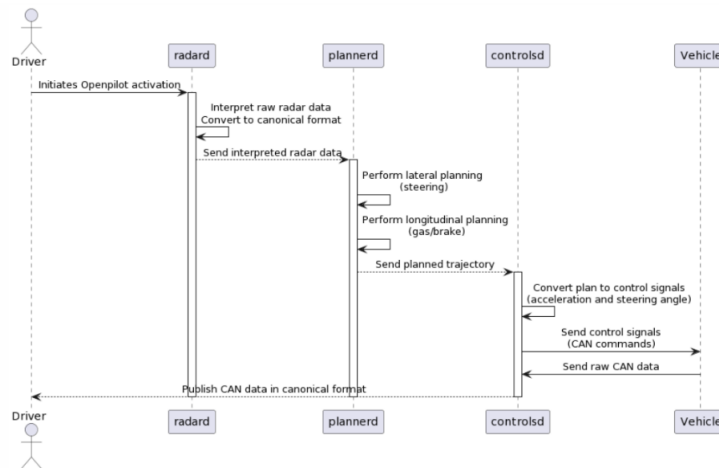 Driver
radard
plannerd
controlsd
Vehicle
Initiates Openpilot activation
Interpret raw radar data
Convert to canonical format
Send interpreted radar data
Perform lateral planning
(steering)
Perform longitudinal planning
(gas/brake)
Send planned trajectory
Convert plan to control signals
(acceleration and steering angle)
Send control signals
(CAN commands)
Send raw CAN data
Publish CAN data in canonical format
Driver
radard
plannerd
controlsd
Vehicle